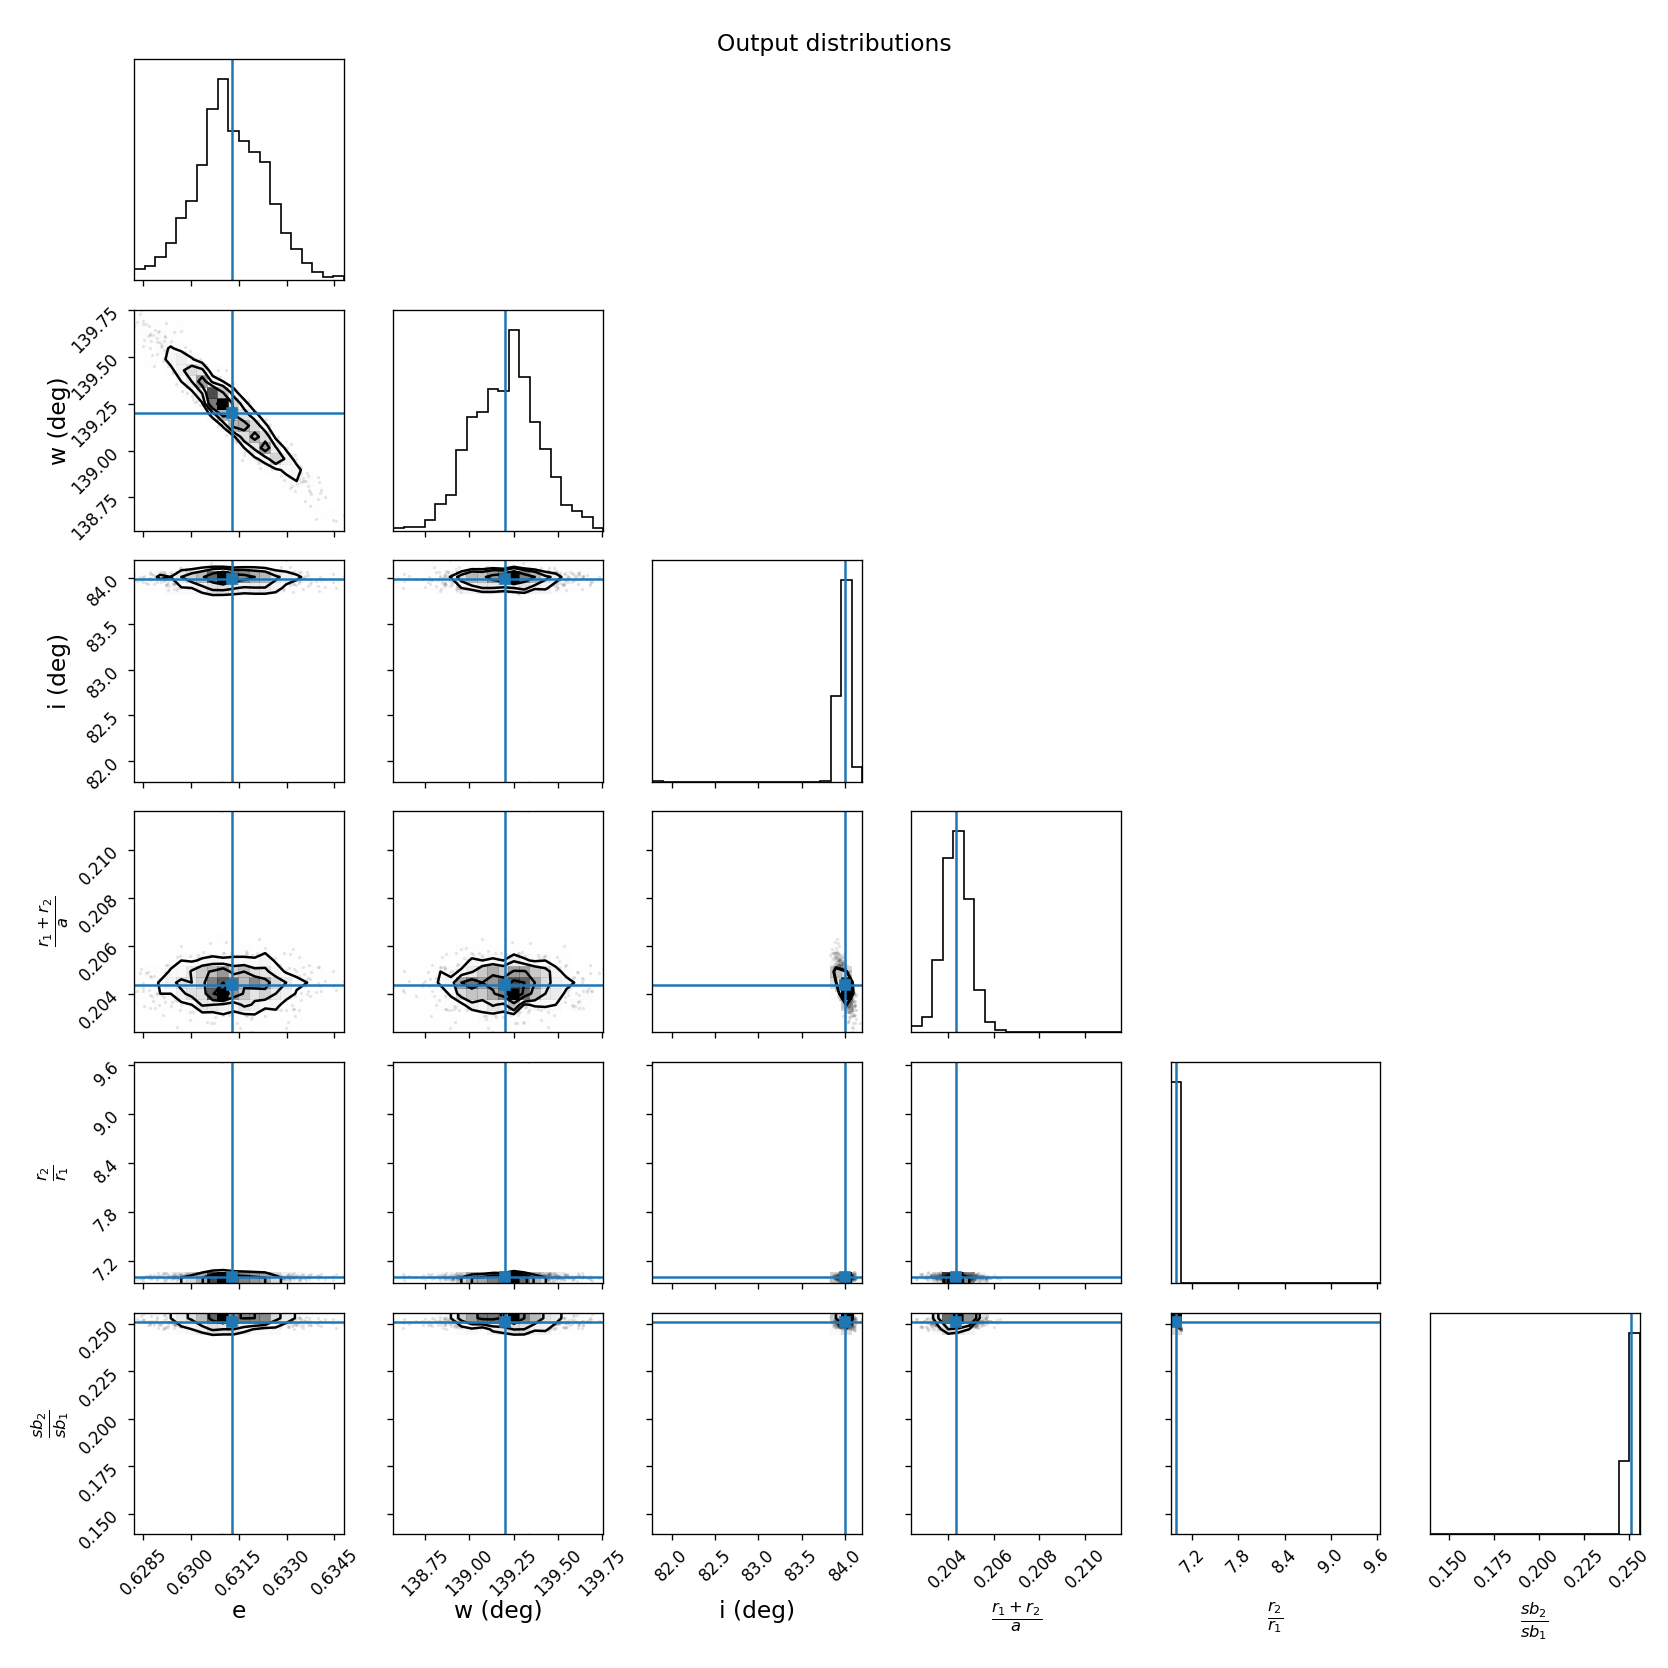 Output distributions
w (deg)
139.75
139.50
139.25
139.00
138.75
i (deg)
84.0
83.5
83.0
82.5
82.0
r₁ + r₂
a
0.210
0.208
0.206
0.204
r₂
r₁
9.6
9.0
8.4
7.8
7.2
sb₂
sb₁
0.250
0.225
0.200
0.175
0.150
0.6285 0.6300 0.6315 0.6330 0.6345
138.75 139.00 139.25 139.50 139.75
82.0 82.5 83.0 83.5 84.0
0.204 0.206 0.208 0.210
7.2 7.8 8.4 9.0 9.6
0.150 0.175 0.200 0.225 0.250
e
w (deg)
i (deg)
r₁ + r₂
a
r₂
r₁
sb₂
sb₁